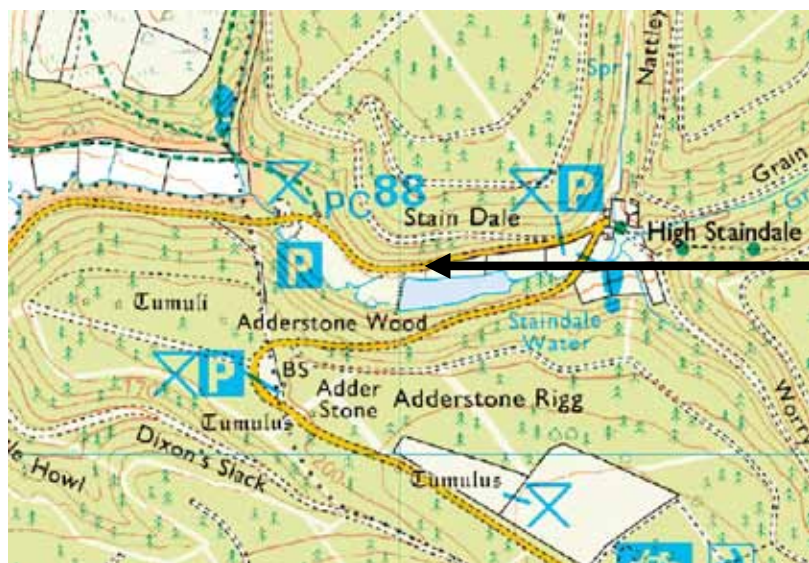 Spr
Nattley
Grain
PC 88
P
Stain Dale
High Staindale
P
Tumuli
Adderstone Wood
Staindale
Water
P
BS
Adder
Stone
Adderstone Rigg
170
Tumulus
Dixon's Slack
200
Howl
Tumulus